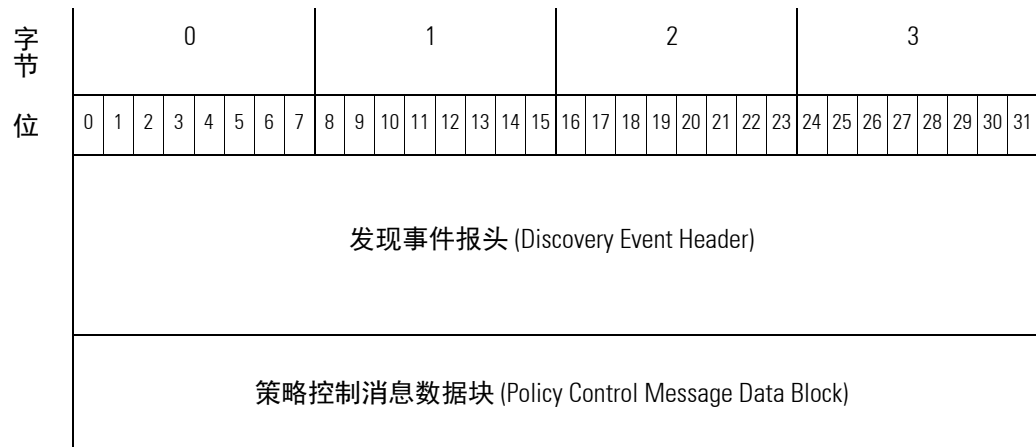 字节 0 1 2 3
位 0 1 2 3 4 5 6 7 8 9 10 11 12 13 14 15 16 17 18 19 20 21 22 23 24 25 26 27 28 29 30 31
发现事件报头 (Discovery Event Header)
策略控制消息数据块 (Policy Control Message Data Block)